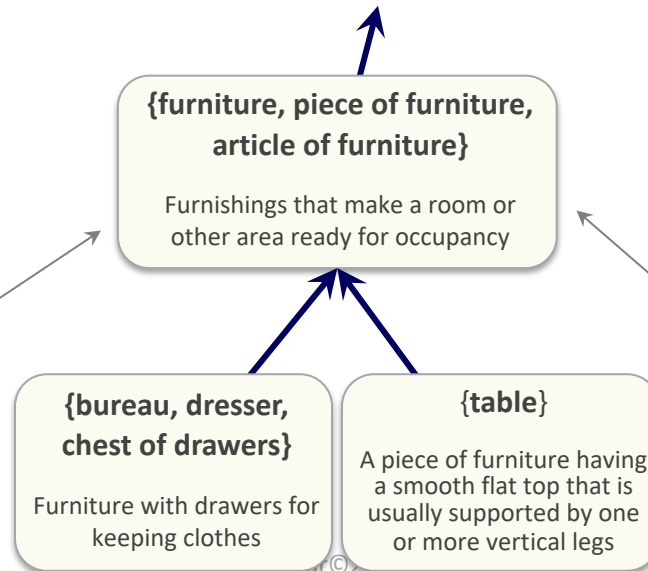 {furniture, piece of furniture,
article of furniture}
Furnishings that make a room or
other area ready for occupancy
{bureau, dresser,
chest of drawers}
Furniture with drawers for
keeping clothes
{table}
A piece of furniture having
a smooth flat top that is
usually supported by one
or more vertical legs